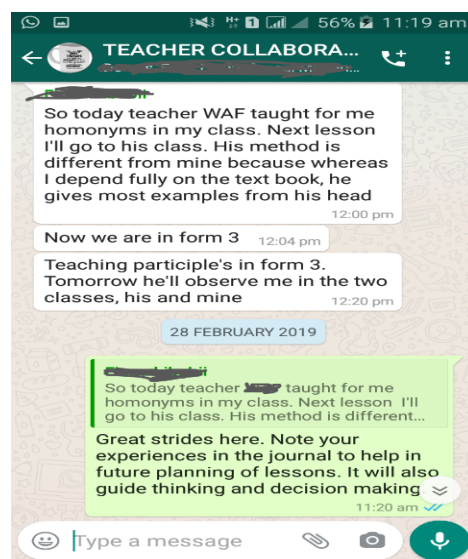 56% 11:19 am
TEACHER COLLABORA...
So today teacher WAF taught for me
homonyms in my class. Next lesson
I'll go to his class. His method is
different from mine because whereas
I depend fully on the text book, he
gives most examples from his head
12:00 pm
Now we are in form 3 12:04 pm
Teaching participle's in form 3.
Tomorrow he'll observe me in the two
classes, his and mine
12:20 pm
28 FEBRUARY 2019
So today teacher taught for me
homonyms in my class. Next lesson I'll
go to his class. His method is different...
Great strides here. Note your
experiences in the journal to help in
future planning of lessons. It will also
guide thinking and decision making.
11:20 am
Type a message